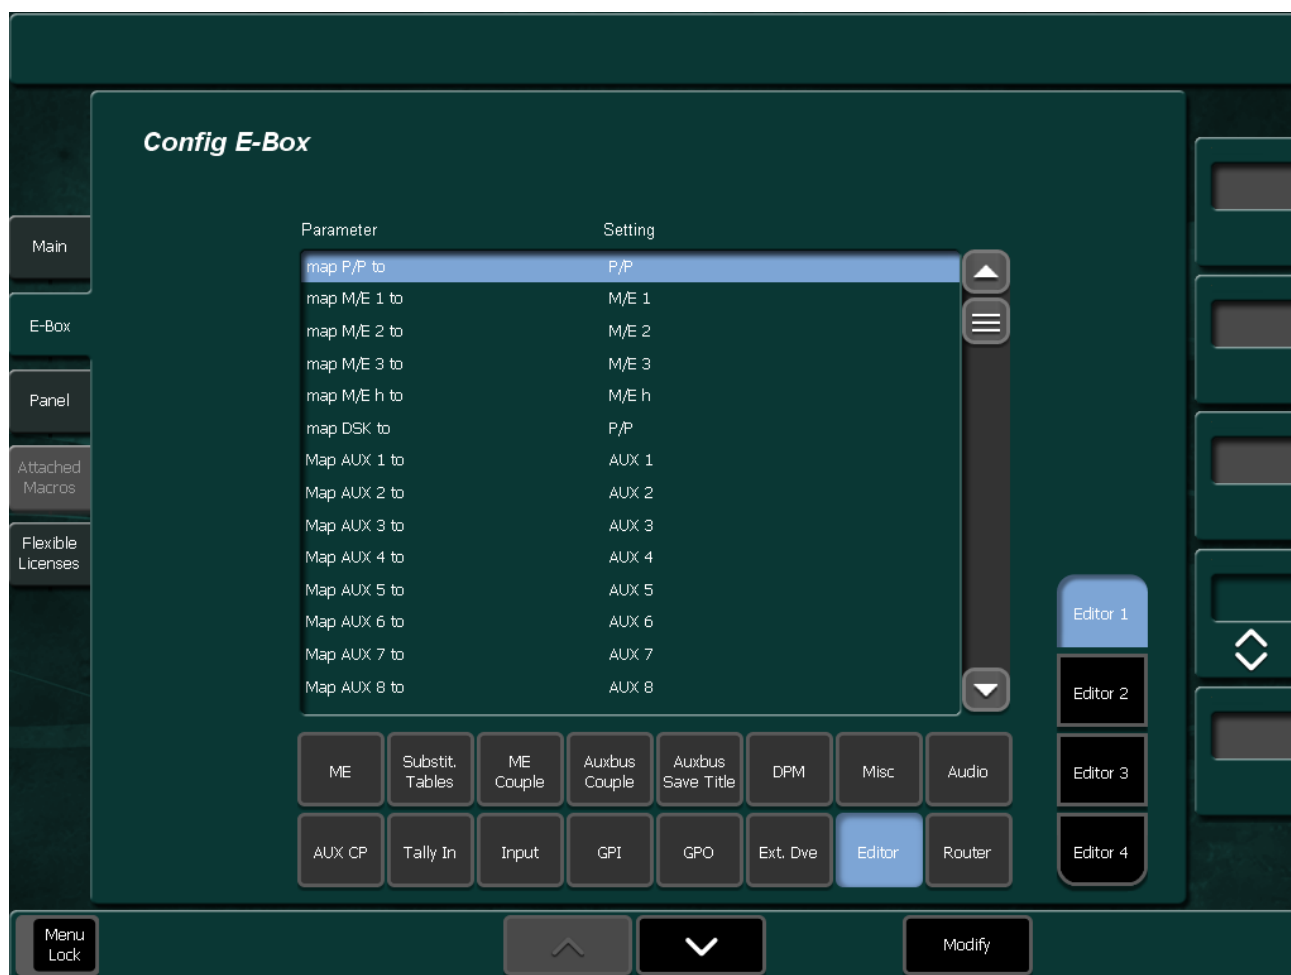 Config E-Box
Parameter Setting
map P/P to P/P
map M/E 1 to M/E 1
map M/E 2 to M/E 2
map M/E 3 to M/E 3
map M/E h to M/E h
map DSK to P/P
Map AUX 1 to AUX 1
Map AUX 2 to AUX 2
Map AUX 3 to AUX 3
Map AUX 4 to AUX 4
Map AUX 5 to AUX 5
Map AUX 6 to AUX 6
Map AUX 7 to AUX 7
Map AUX 8 to AUX 8
Main
E-Box
Panel
Attached
Macros
Flexible
Licenses
Editor 1
Editor 2
Editor 3
Editor 4
ME
Substit.
Tables
ME
Couple
Auxbus
Couple
Auxbus
Save Title
DPM
Misc
Audio
AUX CP
Tally In
Input
GPI
GPO
Ext. Dve
Editor
Router
Menu
Lock
Modify